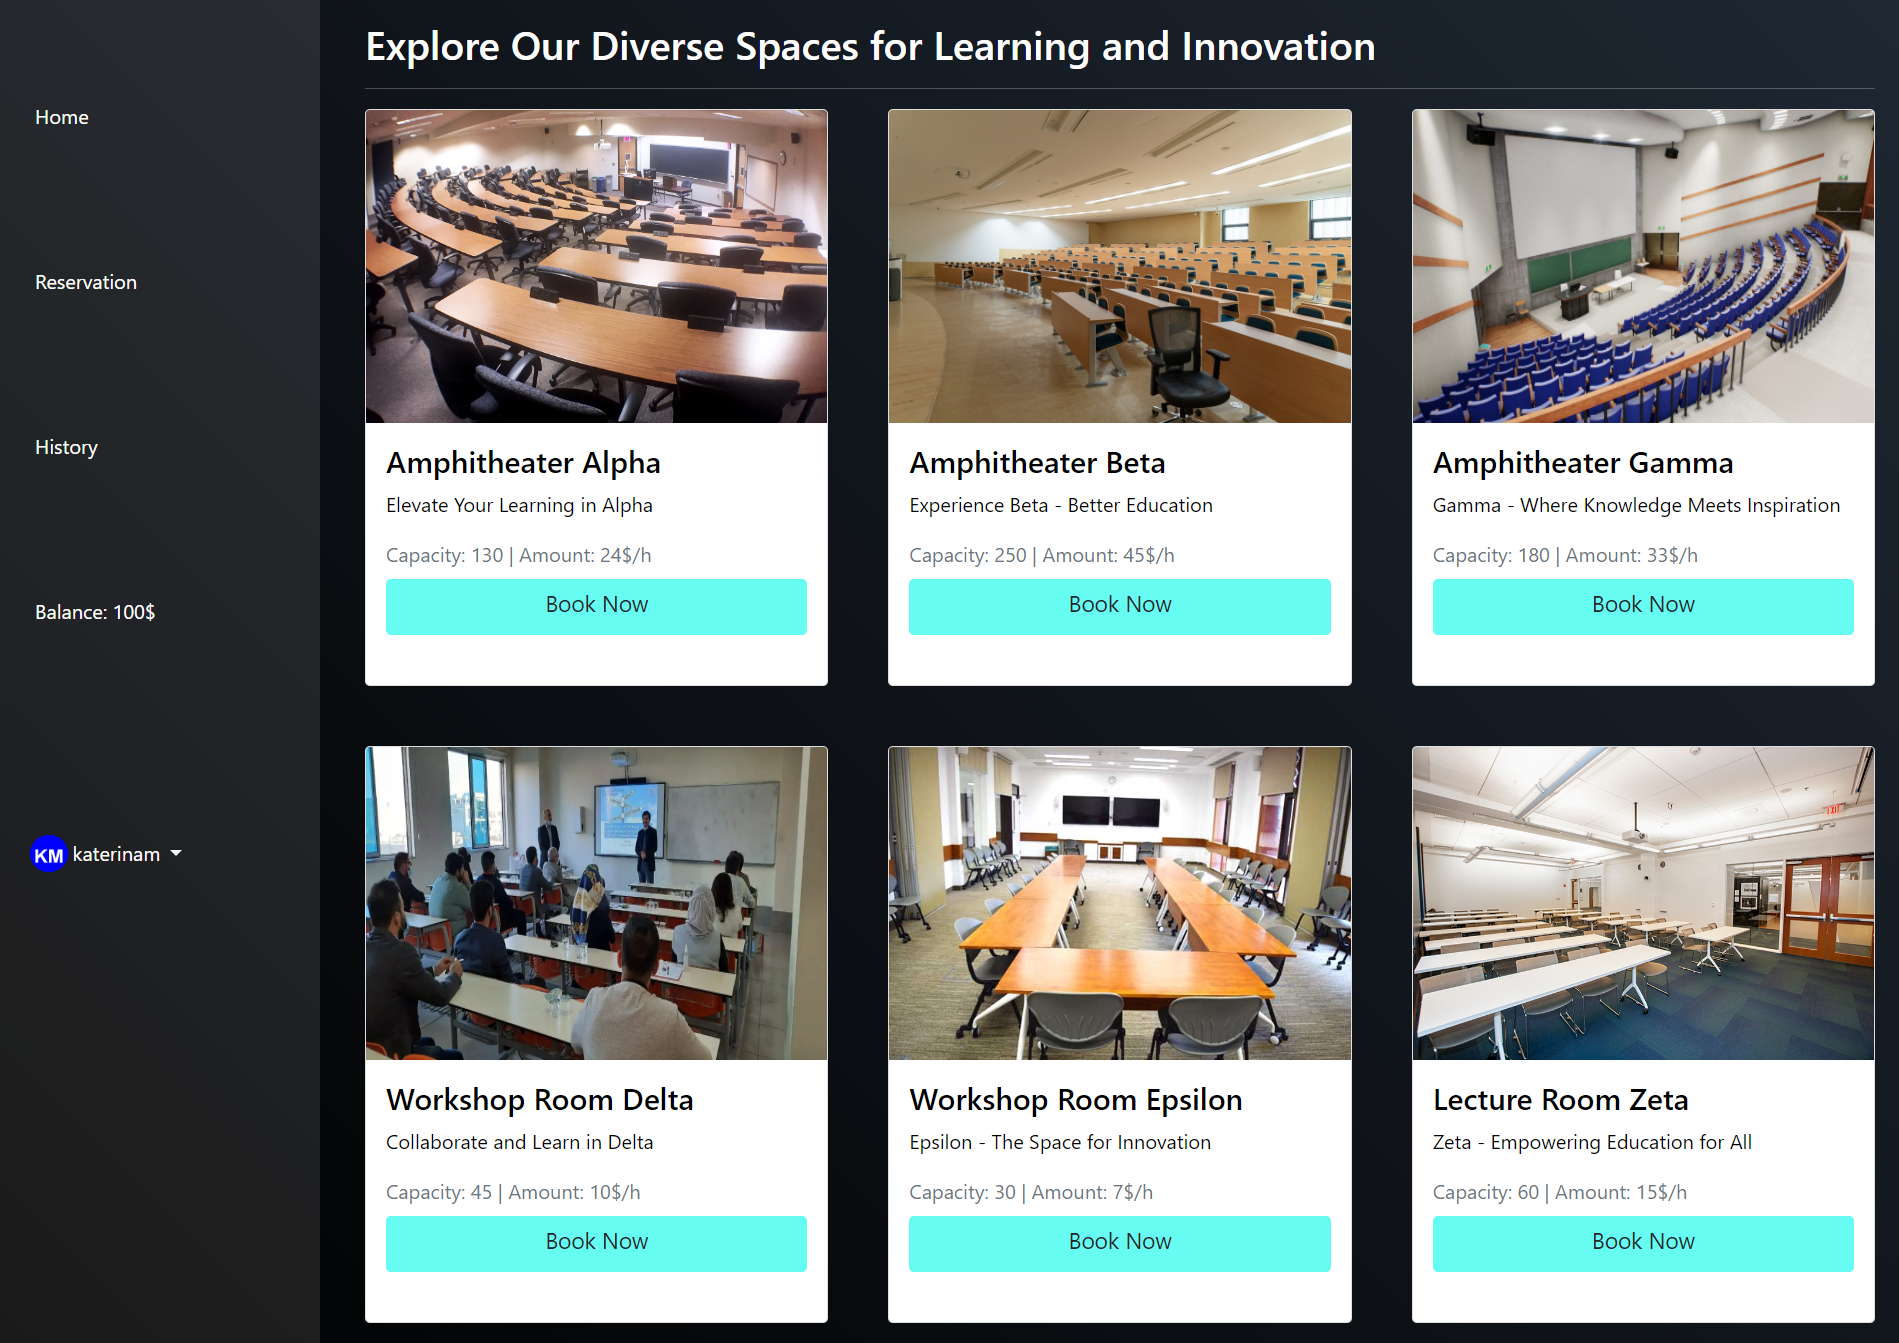 Explore Our Diverse Spaces for Learning and Innovation
Home
Reservation
History
Balance: 100$
KM katerinam
Amphitheater Alpha
Elevate Your Learning in Alpha
Capacity: 130 | Amount: 24$/h
Book Now
Amphitheater Beta
Experience Beta - Better Education
Capacity: 250 | Amount: 45$/h
Book Now
Amphitheater Gamma
Gamma - Where Knowledge Meets Inspiration
Capacity: 180 | Amount: 33$/h
Book Now
Workshop Room Delta
Collaborate and Learn in Delta
Capacity: 45 | Amount: 10$/h
Book Now
Workshop Room Epsilon
Epsilon - The Space for Innovation
Capacity: 30 | Amount: 7$/h
Book Now
EXIT
Lecture Room Zeta
Zeta - Empowering Education for All
Capacity: 60 | Amount: 15$/h
Book Now